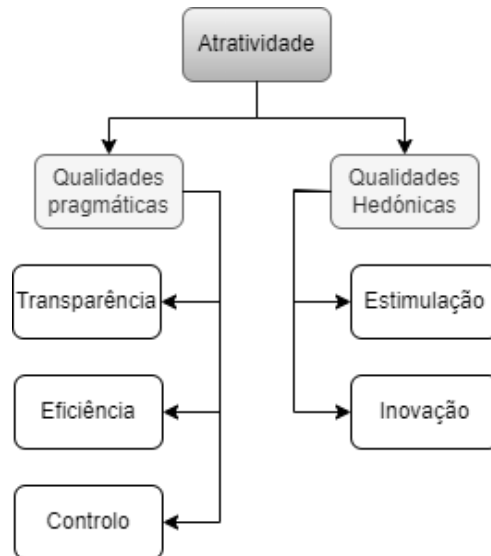 Atratividade
Qualidades
pragmáticas
Qualidades
Hedónicas
Transparência
Estimulação
Eficiência
Inovação
Controlo